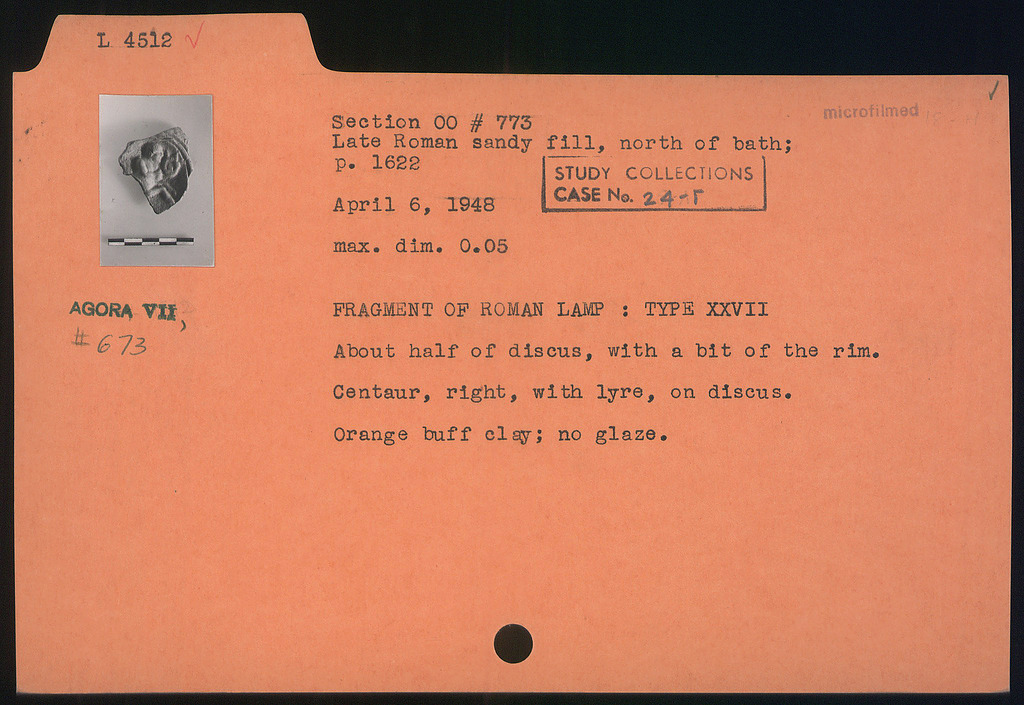 L 4512
microfilmed
Section OO # 773
Late Roman sandy fill, north of bath;
p. 1622
STUDY COLLECTIONS
CASE No. 24-
April 6, 1948
max. dim. 0.05
AGORA VII,
# 673
FRAGMENT OF ROMAN LAMP : TYPE XXVII
About half of discus, with a bit of the rim.
Centaur, right, with lyre, on discus.
Orange buff clay; no glaze.